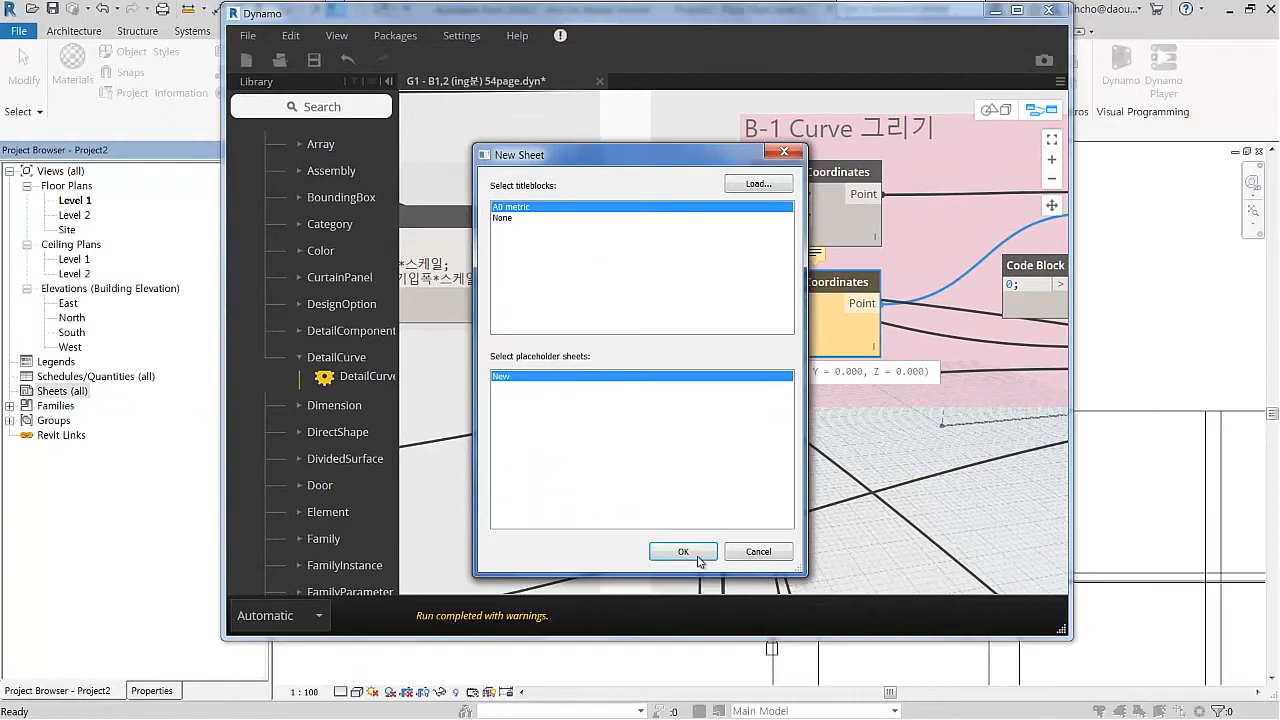 Dynamo
ncho@daou...
File
Architecture
Structure
Systems
Modify
Materials
Object Styles
Snaps
Project Information
Select
File
Edit
View
Packages
Settings
Help
Library
G1 - B1,2 (ing분) 54page.dyn*
Search
Dynamo
Dynamo Player
Visual Programming
Project Browser - Project2
Views (all)
Floor Plans
Level 1
Level 2
Site
Ceiling Plans
Level 1
Level 2
Elevations (Building Elevation)
East
North
South
West
Legends
Schedules/Quantities (all)
Sheets (all)
Families
Groups
Revit Links
Array
Assembly
BoundingBox
Category
Color
CurtainPanel
DesignOption
DetailComponent
DetailCurve
DetailCurve
Dimension
DirectShape
DividedSurface
Door
Element
Family
FamilyInstance
FamilyParameter
*스케일;
기입폭*스케일
B-1 Curve 그리기
Coordinates
Point
Coordinates
Point
Y = 0.000, Z = 0.000)
Code Block
0;
>
New Sheet
Select titleblocks:
Load...
A0 metric
None
Select placeholder sheets:
New
OK
Cancel
Automatic
Run completed with warnings.
Project Browser - Project2
Properties
1 : 100
Ready
:0
Main Model
:0